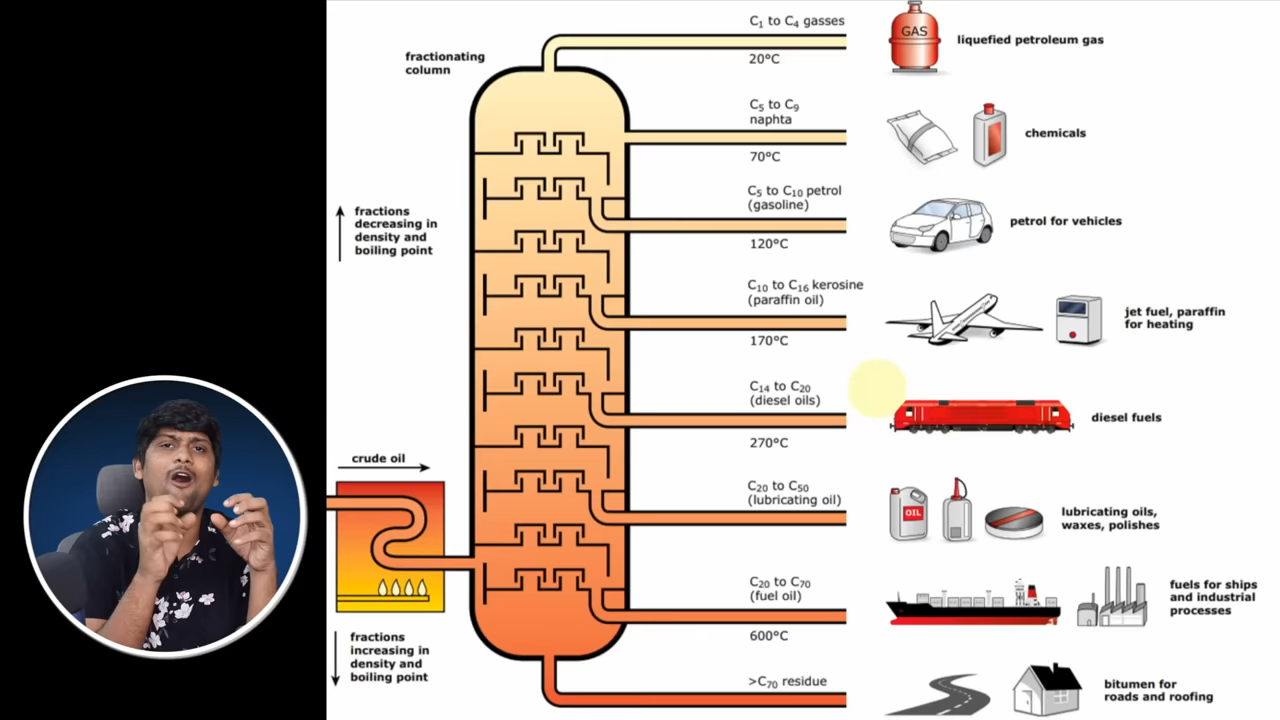 fractionating
column
C₁ to C₄ gasses
20°C
GAS
liquefied petroleum gas
C₅ to C₉
naphta
70°C
chemicals
fractions
decreasing in
density and
boiling point
C₅ to C₁₀ petrol
(gasoline)
120°C
petrol for vehicles
C₁₀ to C₁₆ kerosine
(paraffin oil)
170°C
jet fuel, paraffin
for heating
C₁₄ to C₂₀
(diesel oils)
270°C
diesel fuels
crude oil
C₂₀ to C₅₀
(lubricating oil)
OIL
lubricating oils,
waxes, polishes
C₂₀ to C₇₀
(fuel oil)
600°C
fuels for ships
and industrial
processes
fractions
increasing in
density and
boiling point
>C₇₀ residue
bitumen for
roads and roofing